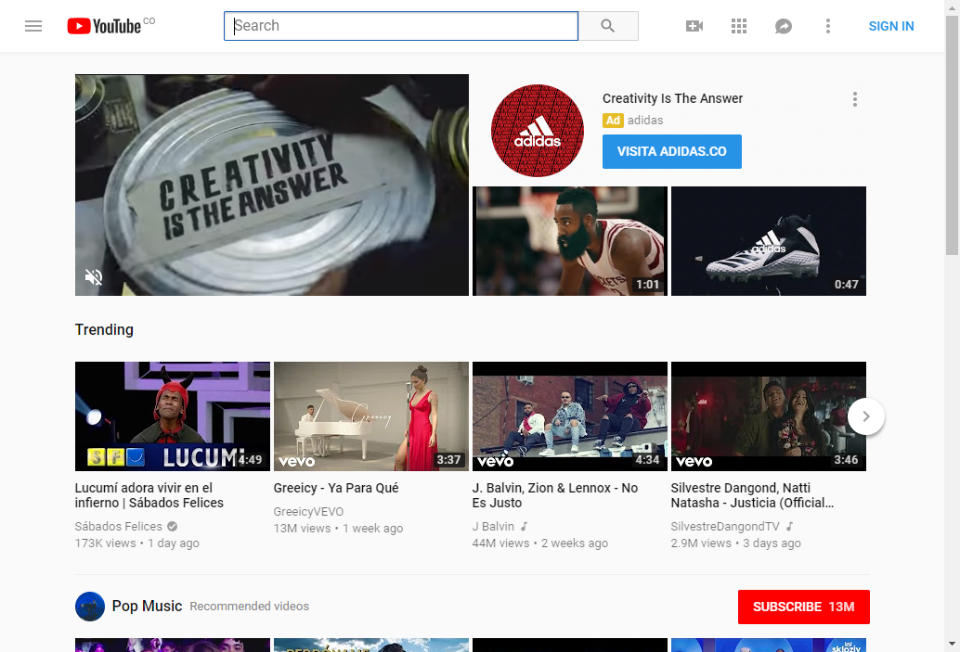 YouTube CO
Search
SIGN IN
CREATIVITY
IS THE ANSWER
adidas
Creativity Is The Answer
Ad adidas
VISITA ADIDAS.CO
1:01
adidas
0:47
Trending
LUCUMÍ
4:49
Greeicy
vevo
3:37
vevo
4:34
vevo
3:46
Lucumí adora vivir en el
infierno | Sábados Felices
Sábados Felices
173K views • 1 day ago
Greeicy - Ya Para Qué
GreeicyVEVO
13M views • 1 week ago
J. Balvin, Zion & Lennox - No
Es Justo
J Balvin
44M views • 2 weeks ago
Silvestre Dangond, Natti
Natasha - Justicia (Official...
SilvestreDangondTV
2.9M views • 3 days ago
Pop Music Recommended videos
SUBSCRIBE 13M